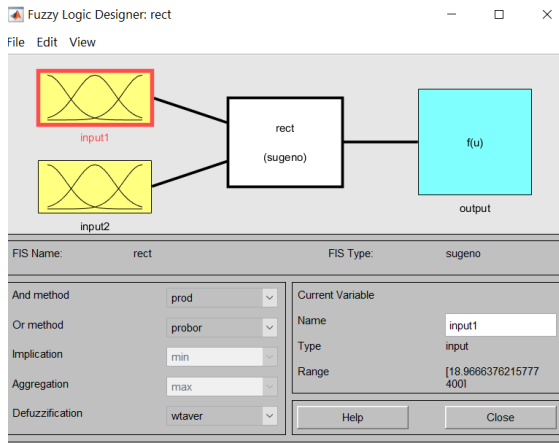 Fuzzy Logic Designer: rect
File Edit View
rect
(sugeno)
f(u)
input1
input2
output
FIS Name: rect FIS Type: sugeno
And method prod
Or method probor
Implication min
Aggregation max
Defuzzification wtaver
Current Variable
Name input1
Type input
Range [18.9666376215777
400]
Help Close